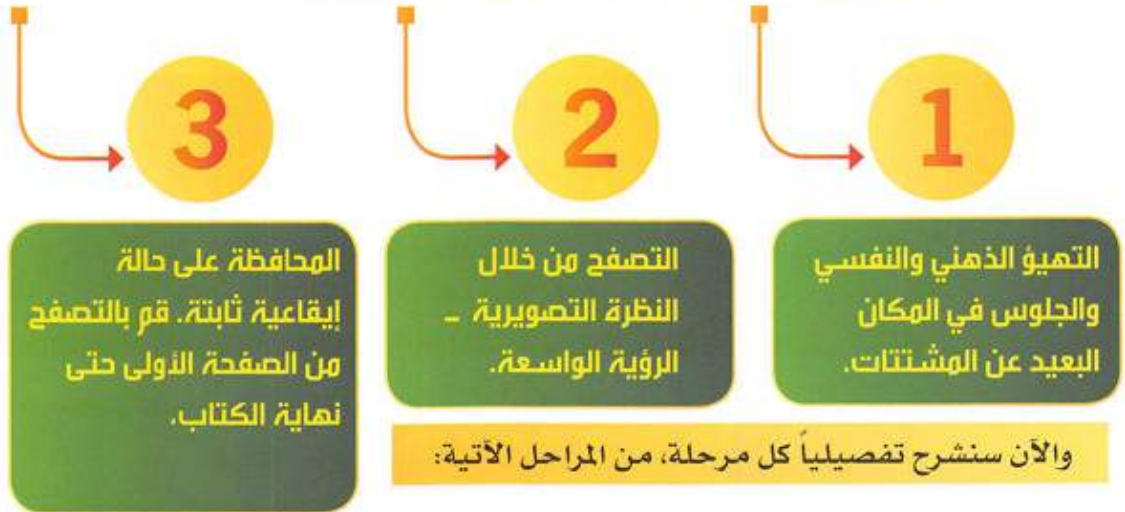 1
التهيؤ الذهني والنفسي
والجلوس في المكان
البعيد عن المشتتات.
2
التصفح من خلال
النظرة التصويرية -
الرؤية الواسعة.
3
المحافظة على حالة
إيقاعية ثابتة. قم بالتصفح
من الصفحة الأولى حتى
نهاية الكتاب.
والآن سنشرح تفصيلياً كل مرحلة، من المراحل الآتية: